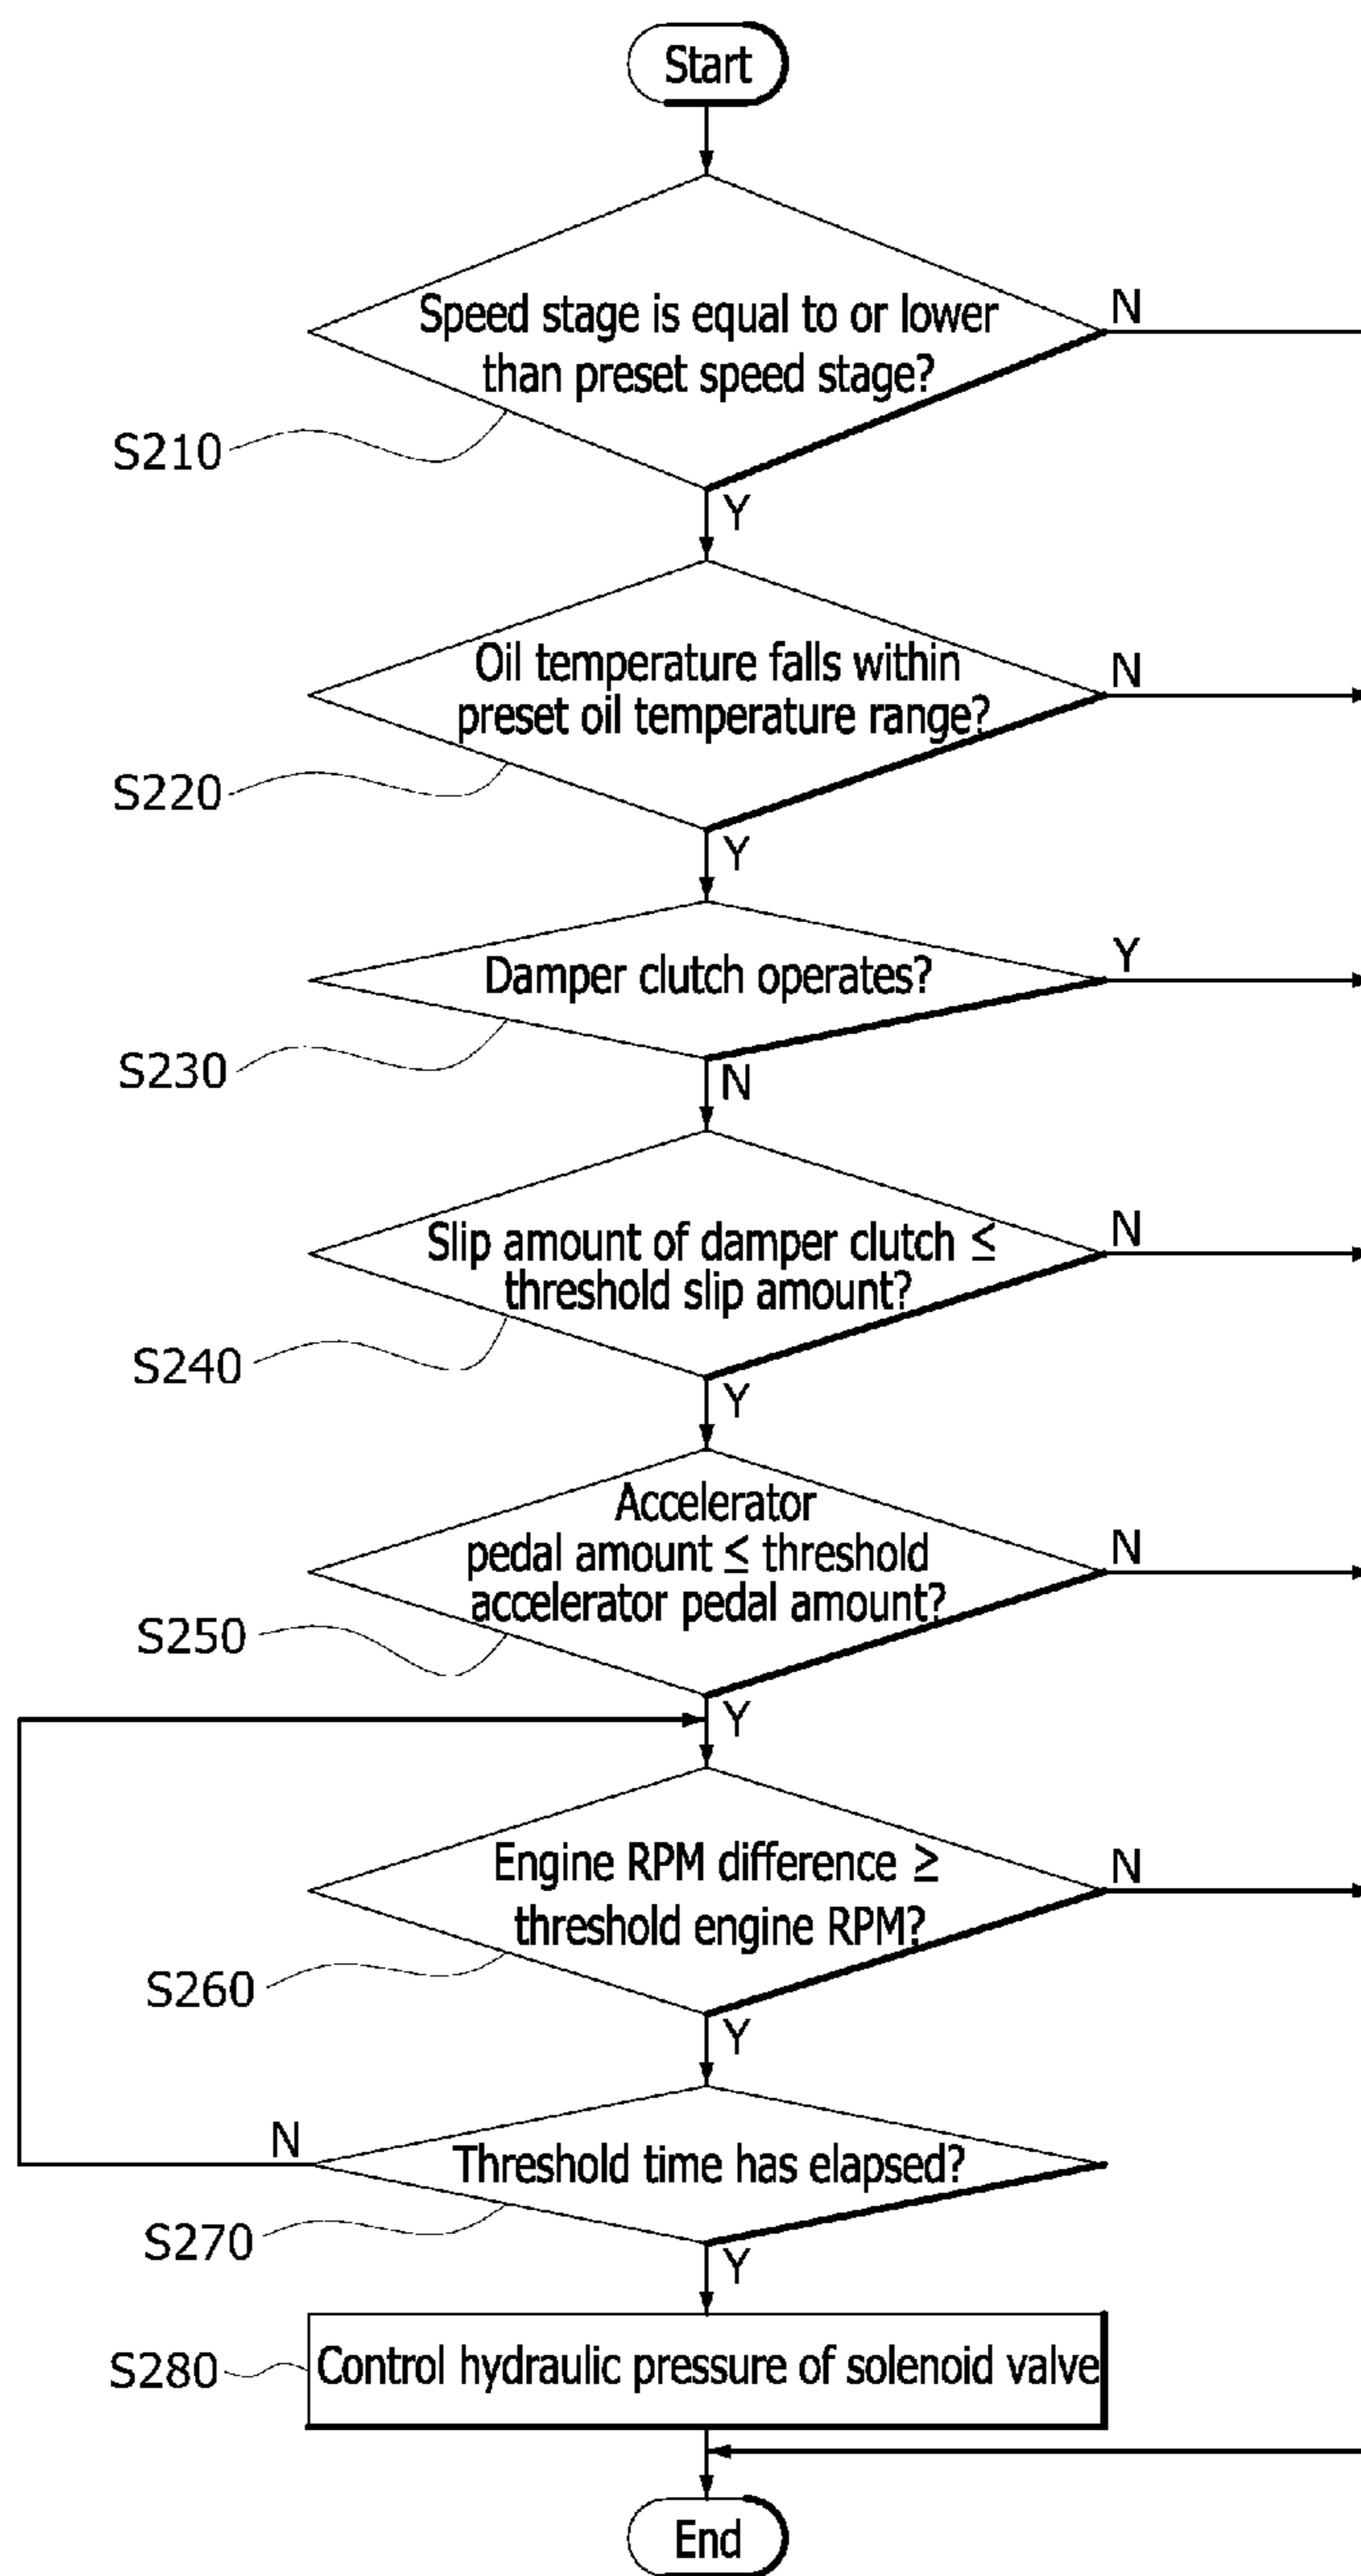 Start
Speed stage is equal to or lower
than preset speed stage?
N
S210
Y
Oil temperature falls within
preset oil temperature range?
N
S220
Y
Damper clutch operates?
Y
S230
N
Slip amount of damper clutch ≤
threshold slip amount?
N
S240
Y
Accelerator
pedal amount ≤ threshold
accelerator pedal amount?
N
S250
Y
Engine RPM difference ≥
threshold engine RPM?
N
S260
Y
N
Threshold time has elapsed?
S270
Y
S280
Control hydraulic pressure of solenoid valve
End